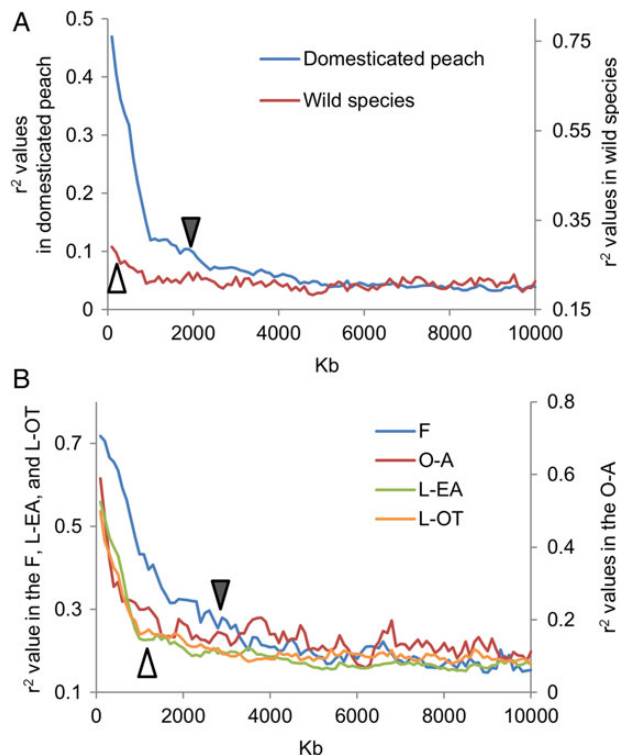 A
0.5
0.4
0.3
0.2
0.1
0
r² values
in domesticated peach
Domesticated peach
Wild species
0.75
0.55
0.35
0.15
r² values in wild species
0
2000
4000
6000
8000
10000
Kb
B
0.7
0.5
0.3
0.1
r² value in the F, L-EA, and L-OT
F
O-A
L-EA
L-OT
0.8
0.6
0.4
0.2
0
r² values in the O-A
0
2000
4000
6000
8000
10000
Kb